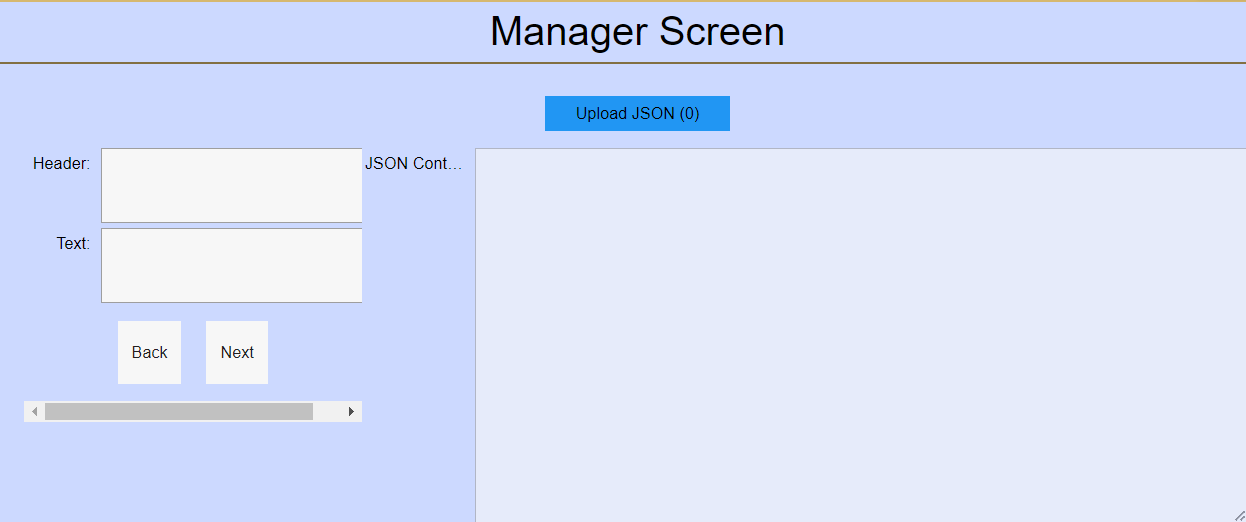 Manager Screen
Upload JSON (0)
Header:
JSON Cont...
Text:
Back
Next